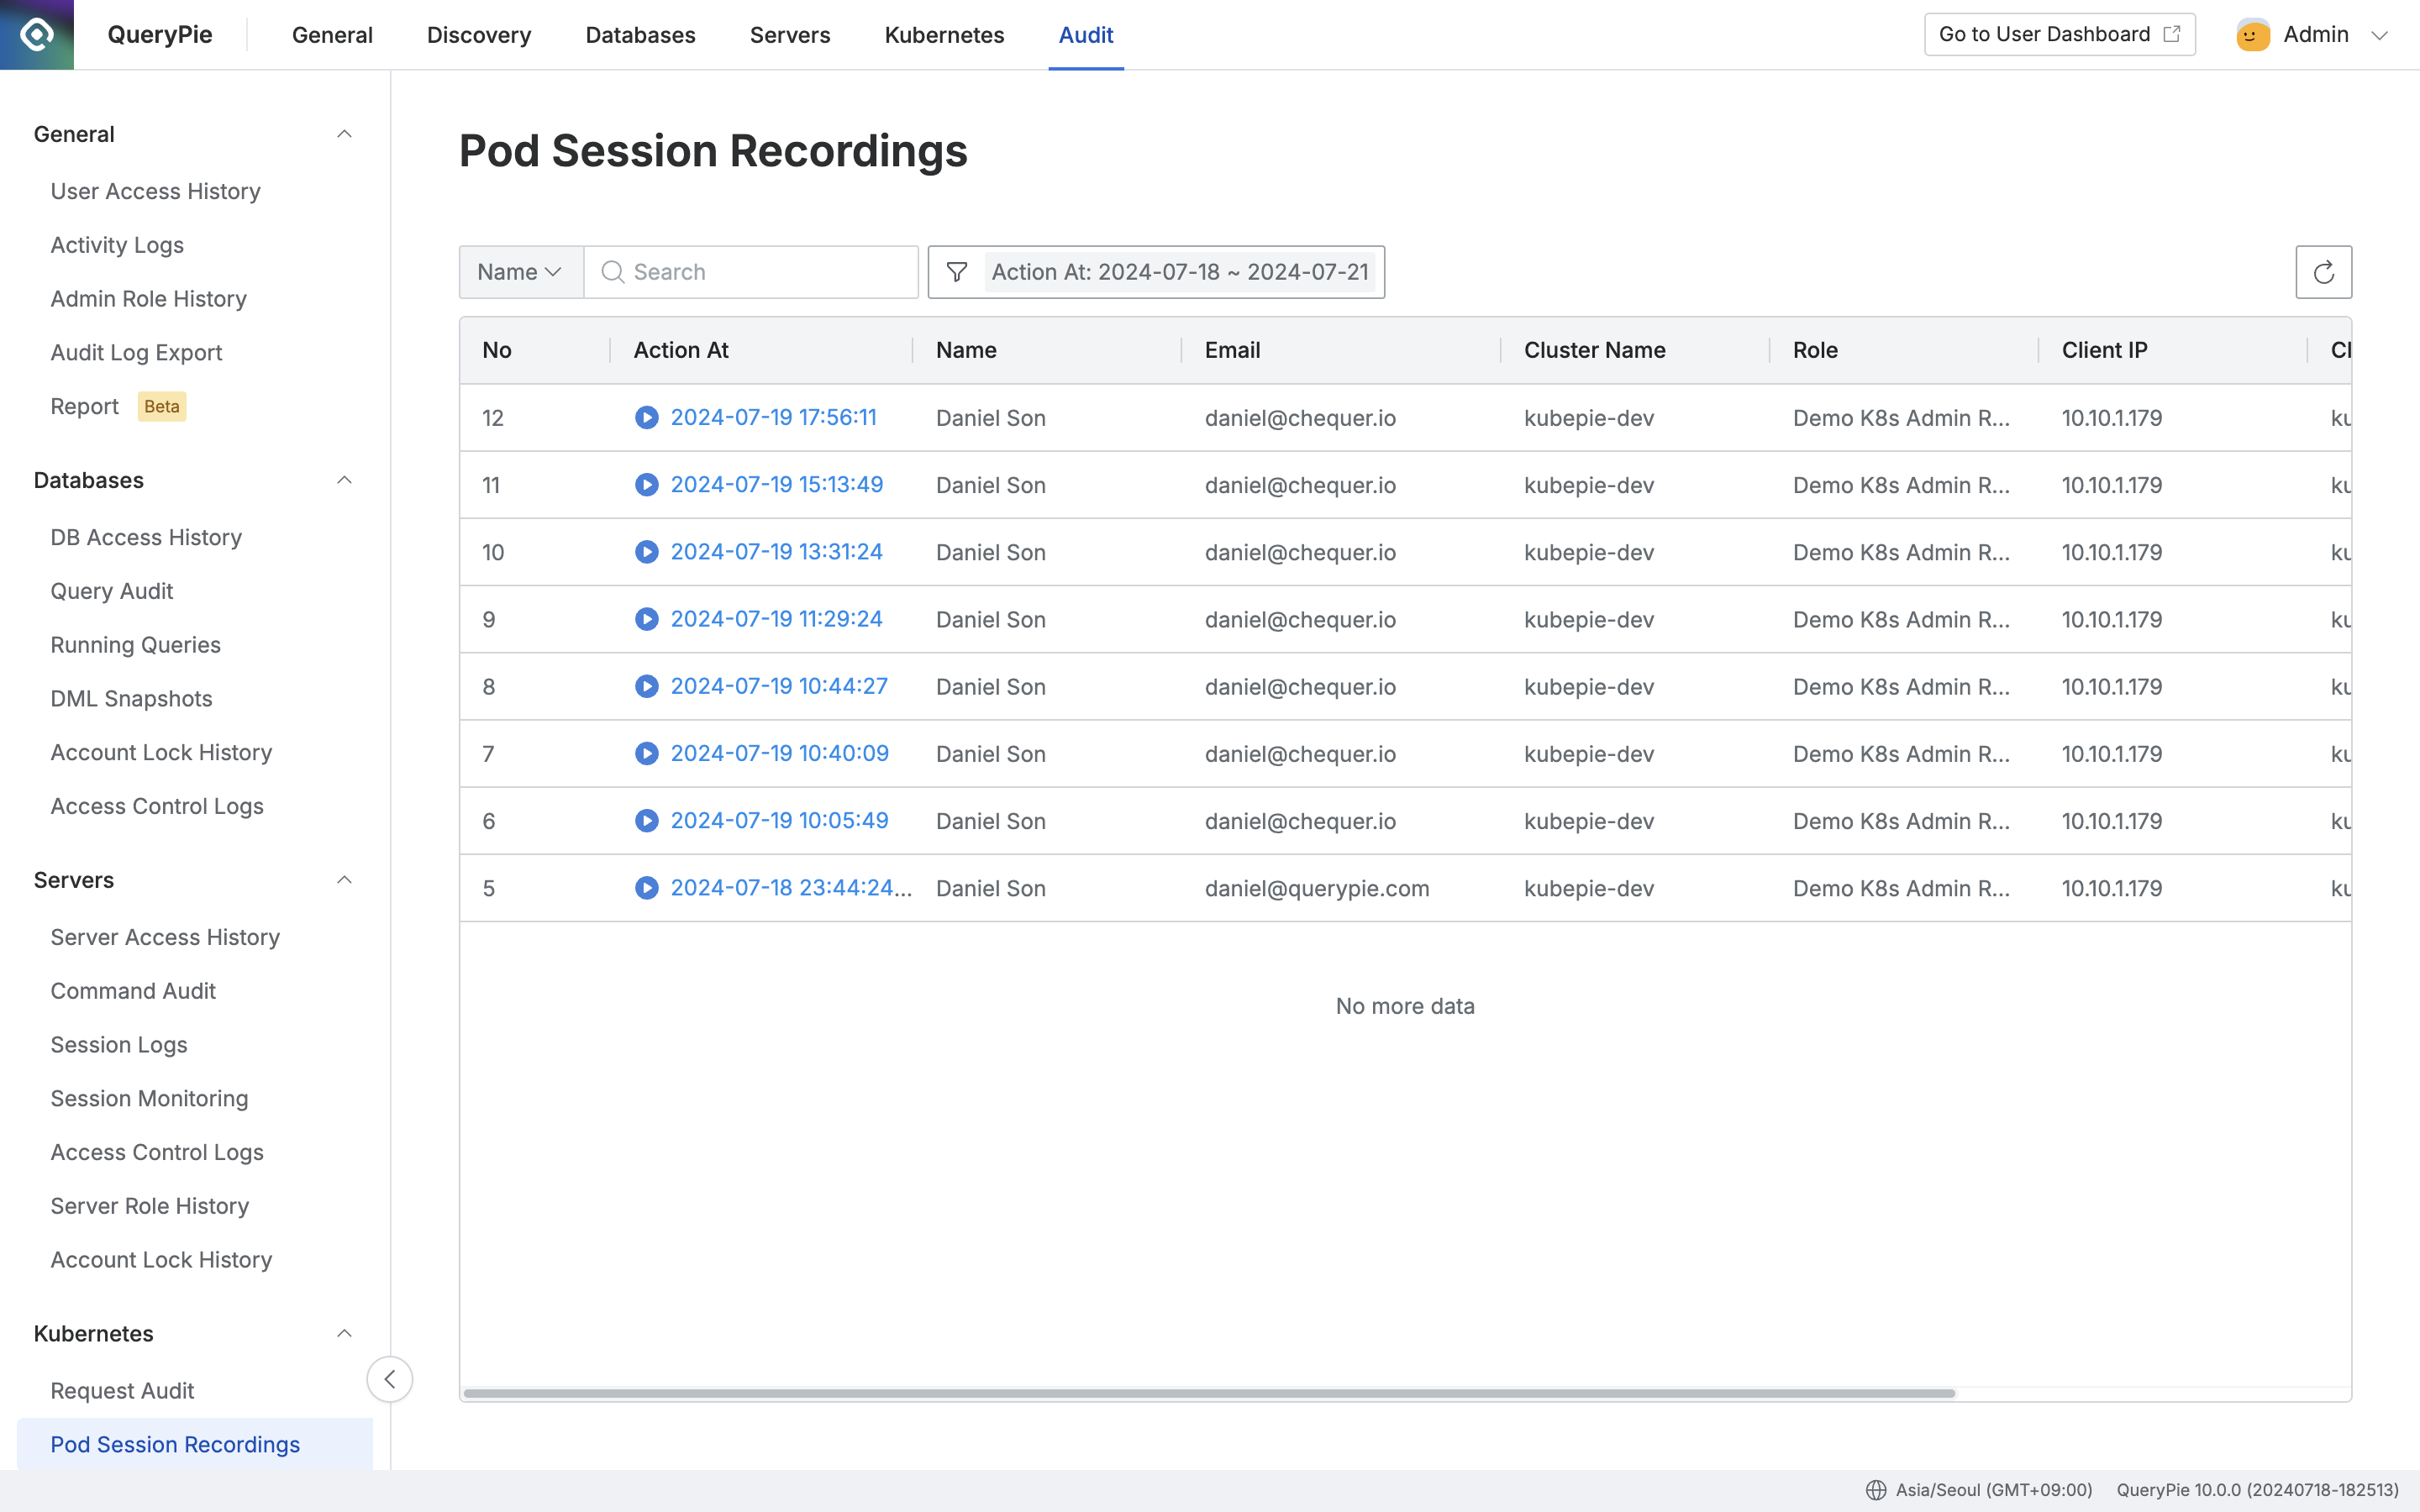 QueryPie General Discovery Databases Servers Kubernetes Audit Go to User Dashboard Admin
General
User Access History
Activity Logs
Admin Role History
Audit Log Export
Report Beta
Databases
DB Access History
Query Audit
Running Queries
DML Snapshots
Account Lock History
Access Control Logs
Servers
Server Access History
Command Audit
Session Logs
Session Monitoring
Access Control Logs
Server Role History
Account Lock History
Kubernetes
Request Audit
Pod Session Recordings
Pod Session Recordings
Name Search Action At: 2024-07-18 ~ 2024-07-21
No Action At Name Email Cluster Name Role Client IP Cl
12 2024-07-19 17:56:11 Daniel Son daniel@chequer.io kubepie-dev Demo K8s Admin R... 10.10.1.179 ku
11 2024-07-19 15:13:49 Daniel Son daniel@chequer.io kubepie-dev Demo K8s Admin R... 10.10.1.179 ku
10 2024-07-19 13:31:24 Daniel Son daniel@chequer.io kubepie-dev Demo K8s Admin R... 10.10.1.179 ku
9 2024-07-19 11:29:24 Daniel Son daniel@chequer.io kubepie-dev Demo K8s Admin R... 10.10.1.179 ku
8 2024-07-19 10:44:27 Daniel Son daniel@chequer.io kubepie-dev Demo K8s Admin R... 10.10.1.179 ku
7 2024-07-19 10:40:09 Daniel Son daniel@chequer.io kubepie-dev Demo K8s Admin R... 10.10.1.179 ku
6 2024-07-19 10:05:49 Daniel Son daniel@chequer.io kubepie-dev Demo K8s Admin R... 10.10.1.179 ku
5 2024-07-18 23:44:24... Daniel Son daniel@querypie.com kubepie-dev Demo K8s Admin R... 10.10.1.179 ku
No more data
Asia/Seoul (GMT+09:00) QueryPie 10.0.0 (20240718-182513)